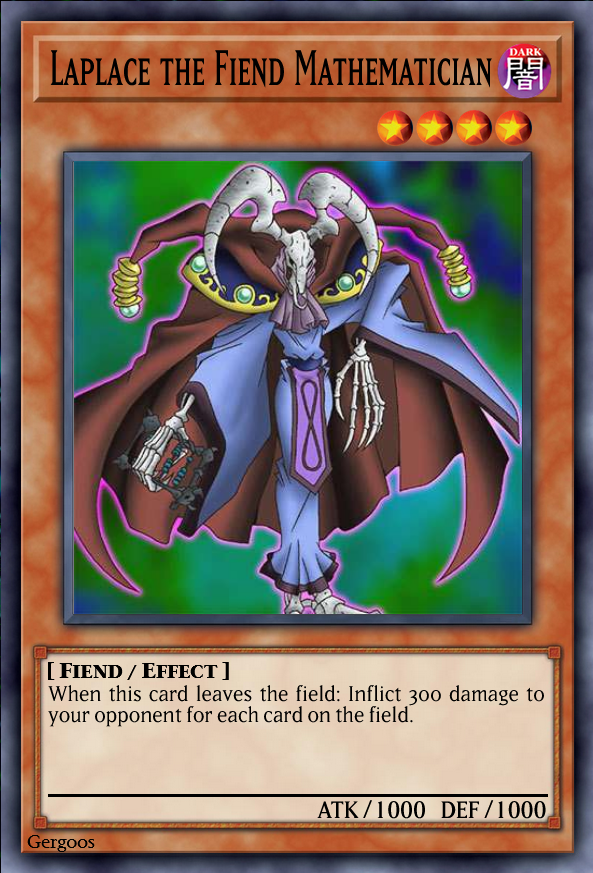 Laplace the Fiend Mathematician
DARK
闇
[ Fiend / Effect ]
When this card leaves the field: Inflict 300 damage to
your opponent for each card on the field.
ATK / 1000 DEF / 1000
Gergoos